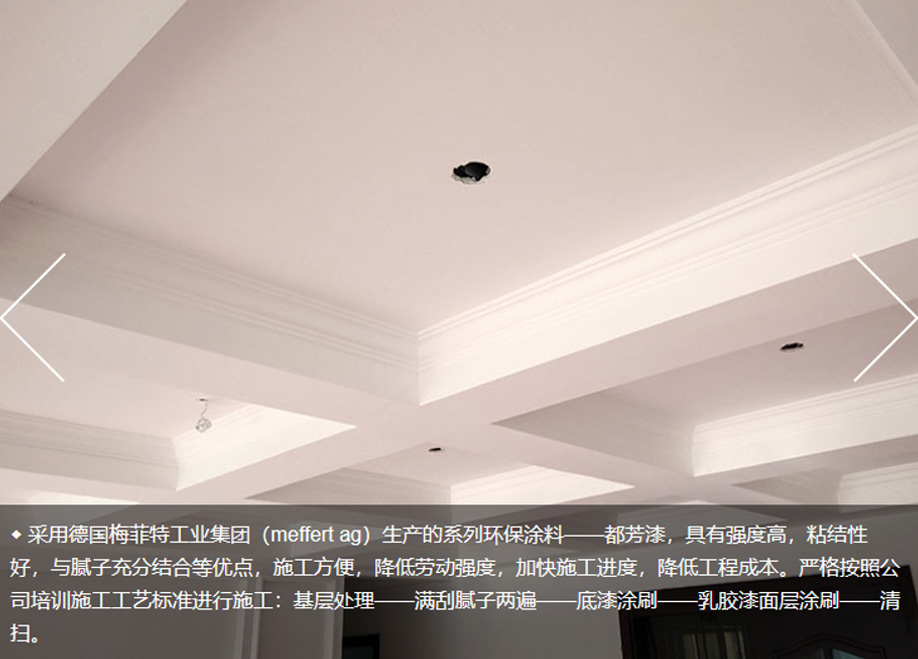 ◆ 采用德国梅菲特工业集团（meffert ag）生产的系列环保涂料——都芳漆，具有强度高，粘结性
好，与腻子充分结合等优点，施工方便，降低劳动强度，加快施工进度，降低工程成本。严格按照公
司培训施工工艺标准进行施工：基层处理——满刮腻子两遍——底漆涂刷——乳胶漆面层涂刷——清
扫。